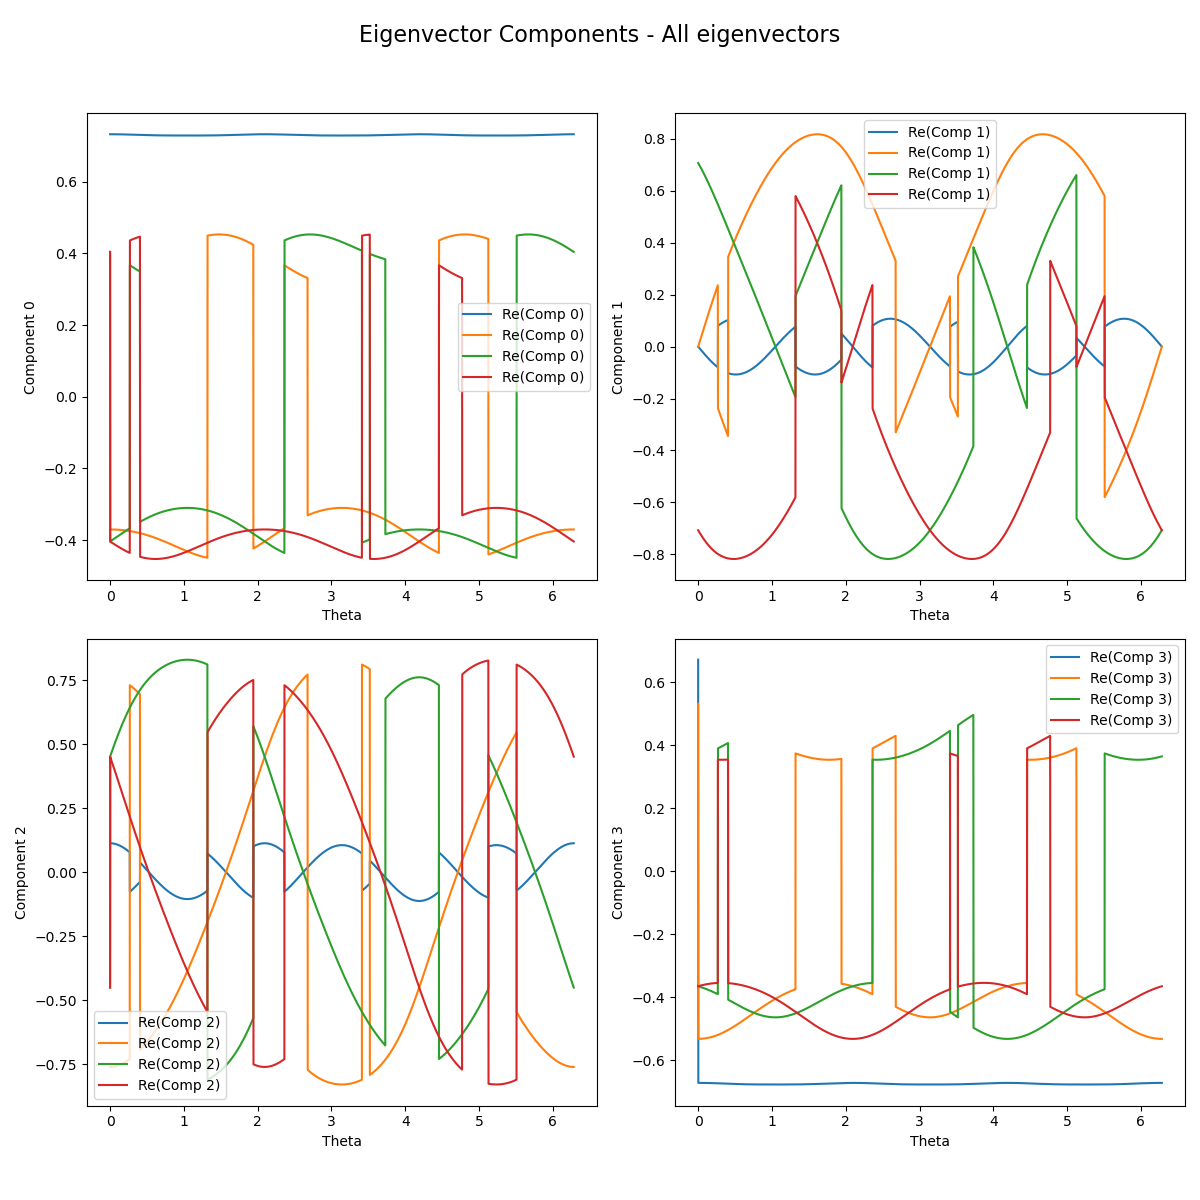 Eigenvector Components - All eigenvectors
Component 0
0.6
0.4
0.2
0.0
−0.2
−0.4
Re(Comp 0)
Re(Comp 0)
Re(Comp 0)
Re(Comp 0)
0 1 2 3 4 5 6
Theta
Component 1
0.8
0.6
0.4
0.2
0.0
−0.2
−0.4
−0.6
−0.8
Re(Comp 1)
Re(Comp 1)
Re(Comp 1)
Re(Comp 1)
0 1 2 3 4 5 6
Theta
Component 2
0.75
0.50
0.25
0.00
−0.25
−0.50
−0.75
Re(Comp 2)
Re(Comp 2)
Re(Comp 2)
Re(Comp 2)
0 1 2 3 4 5 6
Theta
Component 3
0.6
0.4
0.2
0.0
−0.2
−0.4
−0.6
Re(Comp 3)
Re(Comp 3)
Re(Comp 3)
Re(Comp 3)
0 1 2 3 4 5 6
Theta